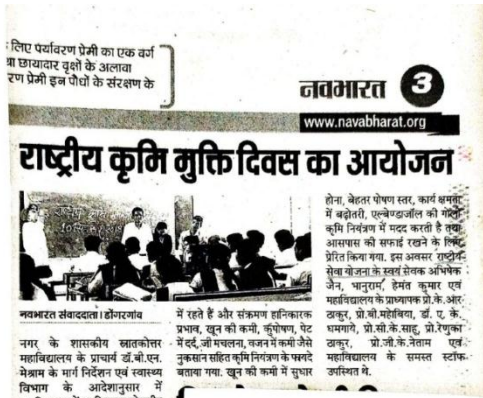 लिए पर्यावरण प्रेमी का एक वर्ग
था छायादार वृक्षों के अलावा
रण प्रेमी इन पौधों के संरक्षण के
नवभारत 3
www.navabharat.org
राष्ट्रीय कृमि मुक्ति दिवस का आयोजन
नवभारत संवाददाता। डोंगरगांव
नगर के शासकीय स्नातकोत्तर
महाविद्यालय के प्राचार्य डॉ.बी.एन.
मेश्राम के मार्ग निर्देशन एवं स्वास्थ्य
विभाग के आदेशानुसार में
में रहते हैं और संक्रमण हानिकारक
प्रभाव, खून की कमी, कुंपोषण, पेट
में दर्द, जी मचलना, वजन में कमी जैसे
नुकसान सहित कृमि नियंत्रण के फायदे
बताया गया. खून की कमी में सुधार
होना, बेहतर पोषण स्तर, कार्य क्षमता
में बढ़ोतरी, एल्बेण्डाजॉल की गोली
कृमि नियंत्रण में मदद करती है तथा
आसपास की सफाई रखने के लिए
प्रेरित किया गया. इस अवसर राष्ट्रीय
सेवा योजना के स्वयं सेवक अभिषेक
जैन, भानुराम, हेमंत कुमार एवं
महाविद्यालय के प्राध्यापक प्रो.के.आर.
ठाकुर, प्रो.बी.महेबिया, डॉ. ए. के.
धमगाये, प्रो.सी.के.साहु, प्रो.रेणुका
ठाकुर, प्रो.जी.के.नेताम एवं
महाविद्यालय के समस्त स्टॉफ
उपस्थित थे.